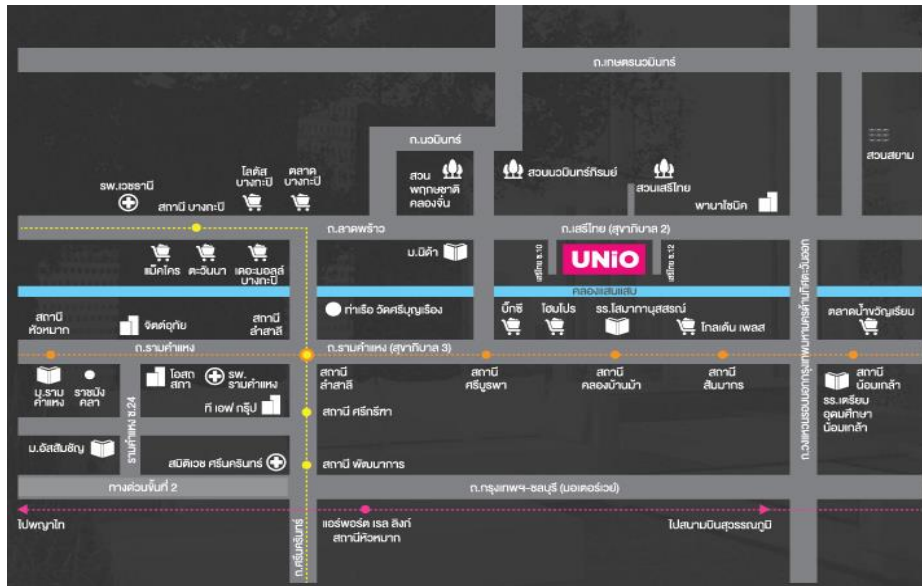 ถ.เกษตรนวมินทร์
ถ.นวมินทร์
สวนสยาม
สวน
พฤกษชาติ
คลองจั่น
สวนนวมินทร์ภิรมย์
สวนเสรีไทย
พานาโซนิค
รพ.เวชธานี
โลตัส
บางกะปิ
ตลาด
บางกะปิ
สถานี บางกะปิ
ถ.ลาดพร้าว
ถ.เสรีไทย (สุขาภิบาล 2)
แม็คโคร
ตะวันนา
เดอะมอลล์
บางกะปิ
ม.นิด้า
เสรีไทย ซ.10
UNiO
เสรีไทย ซ.12
คลองแสนแสบ
ถ.วงแหวนรอบนอกกรุงเทพมหานครด้านทิศตะวันออก
สถานี
หัวหมาก
จิตต์อุทัย
สถานี
ลำสาลี
ท่าเรือ วัดศรีบุญเรือง
บิ๊กซี
โฮมโปร
รร.เสมากานุสสรณ์
โกลเด้น เพลส
ตลาดน้ำขวัญเรียม
ถ.รามคำแหง
ถ.รามคำแหง (สุขาภิบาล 3)
ม.ราม
คำแหง
ราชมัง
คลา
รามคำแหง ซ.24
โอสถ
สภา
รพ.
รามคำแหง
สถานี
ลำสาลี
สถานี
ศรีบูรพา
สถานี
คลองบ้านม้า
สถานี
สัมมากร
สถานี
น้อมเกล้า
รร.เตรียม
อุดมศึกษา
น้อมเกล้า
ที เอฟ กรุ๊ป
สถานี ศรีกรีฑา
ม.อัสสัมชัญ
สมิติเวช ศรีนครินทร์
สถานี พัฒนาการ
ทางด่วนขั้นที่ 2
ถ.กรุงเทพฯ-ชลบุรี (มอเตอร์เวย์)
ถ.ศรีนครินทร์
ไปพญาไท
แอร์พอร์ต เรล ลิงก์
สถานีหัวหมาก
ไปสนามบินสุวรรณภูมิ